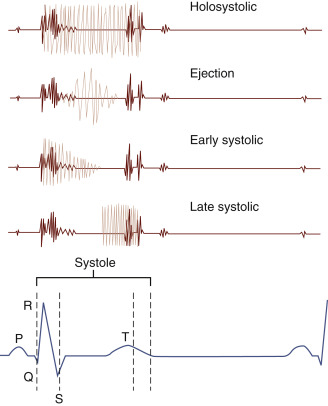 Holosystolic
Ejection
Early systolic
Late systolic
Systole
R
P
T
Q
S